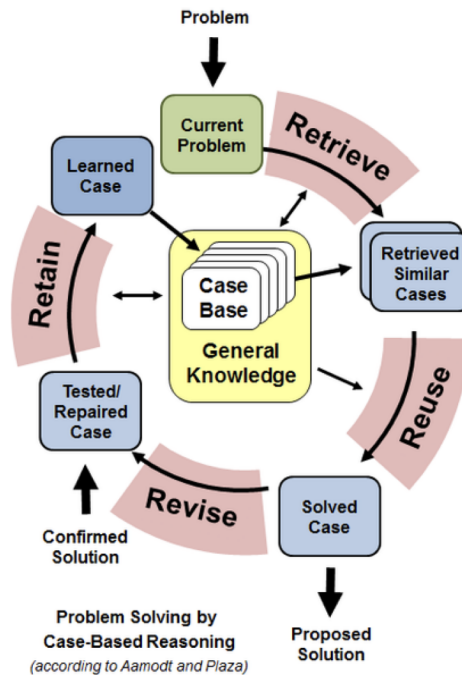 Problem
Current
Problem
Retrieve
Learned
Case
Retrieved
Similar
Cases
Case
Base
General
Knowledge
Retain
Reuse
Tested/
Repaired
Case
Revise
Solved
Case
Confirmed
Solution
Proposed
Solution
Problem Solving by
Case-Based Reasoning
(according to Aamodt and Plaza)